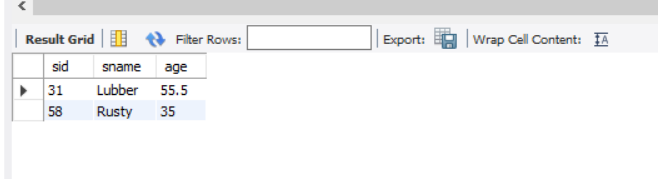 Result Grid Filter Rows: Export: Wrap Cell Content:
sid sname age
31 Lubber 55.5
58 Rusty 35